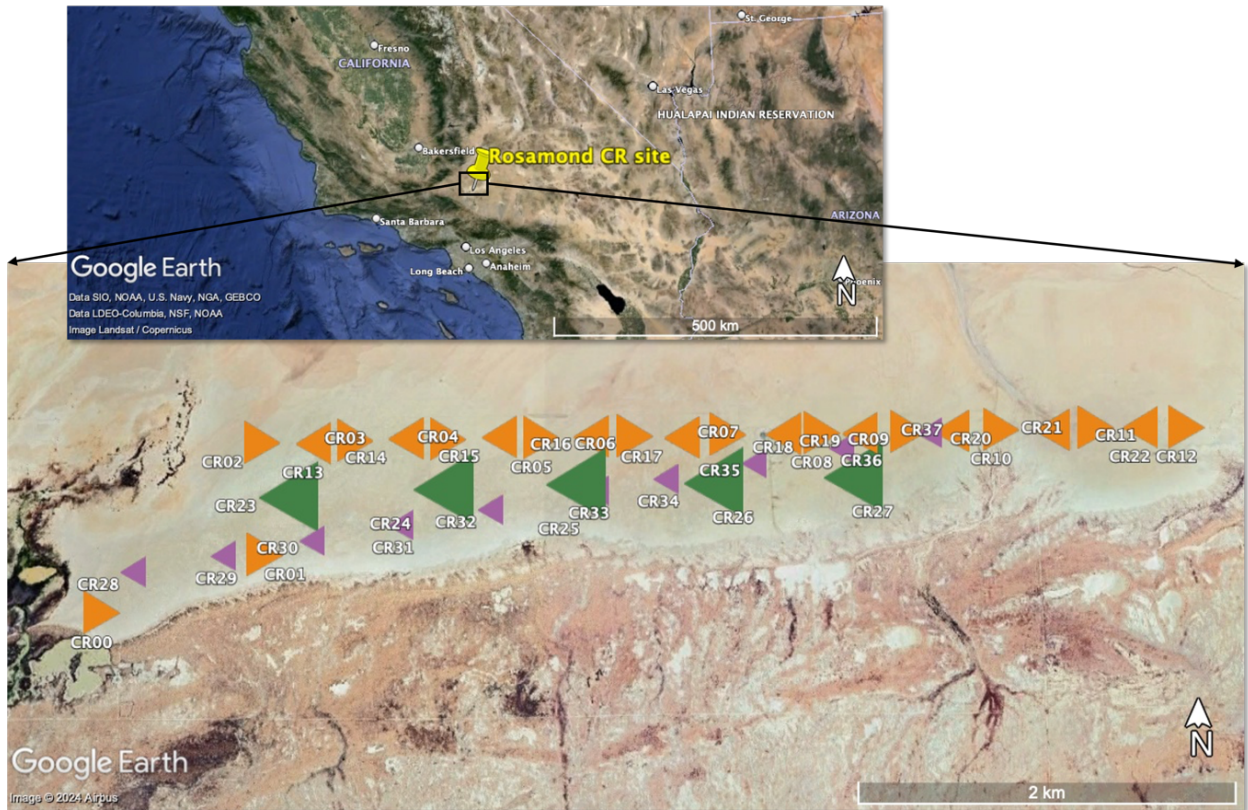 St. George
Fresno
CALIFORNIA
Las Vegas
HUALAPAI INDIAN RESERVATION
Bakersfield
Rosamond CR site
ARIZONA
Santa Barbara
Los Angeles
Anaheim
Long Beach
Google Earth
Phoenix
N
Data SIO, NOAA, U.S. Navy, NGA, GEBCO
Data LDEO-Columbia, NSF, NOAA
Image Landsat / Copernicus
500 km
CR02
CR03
CR14
CR13
CR04
CR15
CR05
CR16
CR06
CR17
CR07
CR35
CR18
CR19
CR08
CR09
CR36
CR37
CR20
CR10
CR21
CR11
CR22
CR12
CR23
CR24
CR31
CR32
CR25
CR33
CR34
CR26
CR27
CR30
CR01
CR29
CR28
CR00
N
Google Earth
Image © 2024 Airbus
2 km